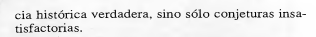 cia histórica verdadera, sino sólo conjeturas insa-
tisfactorias.